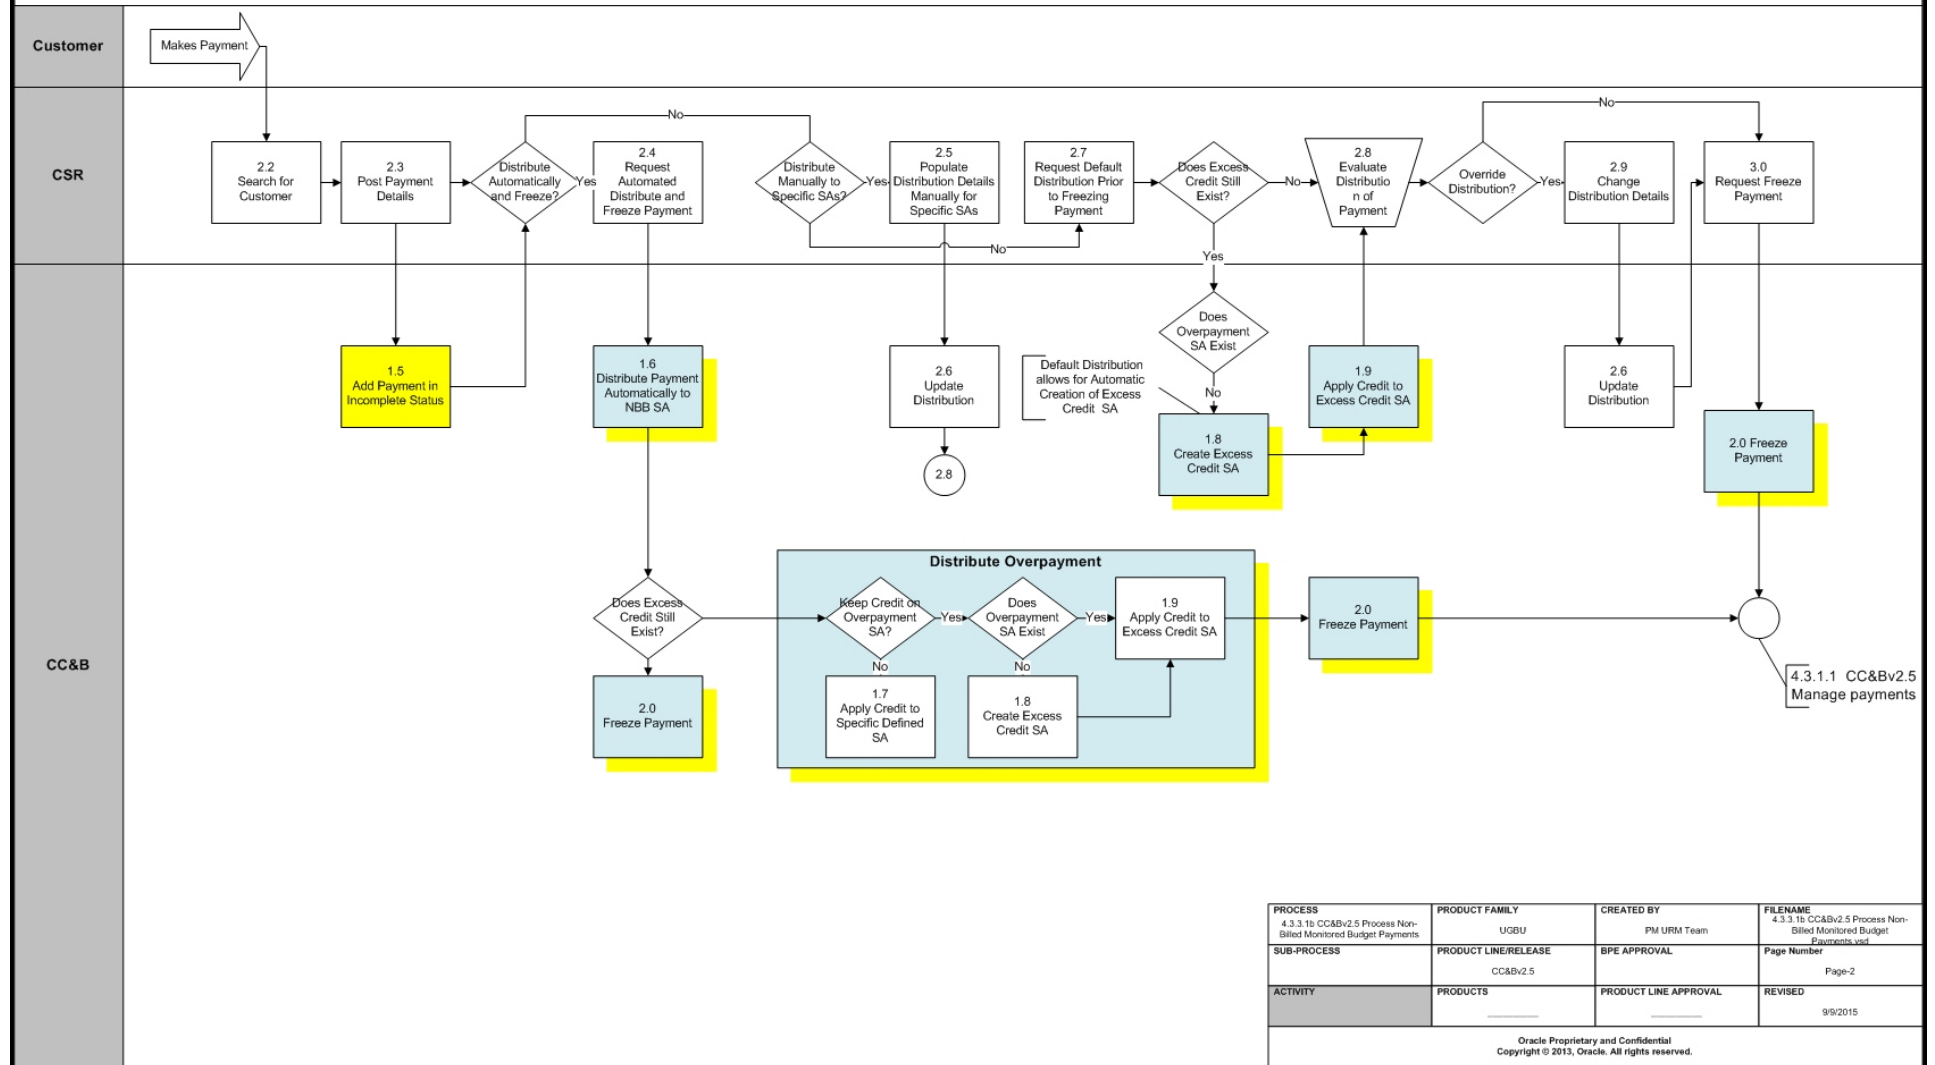 Customer
Makes Payment
CSR
No
No
2.2
Search for
Customer
2.3
Post Payment
Details
Distribute
Automatically
and Freeze?
Yes
2.4
Request
Automated
Distribute and
Freeze Payment
Distribute
Manually to
Specific SAs?
Yes
2.5
Populate
Distribution Details
Manually for
Specific SAs
No
2.7
Request Default
Distribution Prior
to Freezing
Payment
Does Excess
Credit Still
Exist?
No
Yes
2.8
Evaluate
Distributio
n of
Payment
Override
Distribution?
Yes
2.9
Change
Distribution Details
3.0
Request Freeze
Payment
CC&B
1.5
Add Payment in
Incomplete Status
1.6
Distribute Payment
Automatically to
NBB SA
2.6
Update
Distribution
2.8
Default Distribution
allows for Automatic
Creation of Excess
Credit SA
Does
Overpayment
SA Exist
No
1.8
Create Excess
Credit SA
1.9
Apply Credit to
Excess Credit SA
2.6
Update
Distribution
2.0 Freeze
Payment
Distribute Overpayment
Does Excess
Credit Still
Exist?
Keep Credit on
Overpayment
SA?
Yes
Does
Overpayment
SA Exist
Yes
1.9
Apply Credit to
Excess Credit SA
2.0
Freeze Payment
No
No
2.0
Freeze Payment
1.7
Apply Credit to
Specific Defined
SA
1.8
Create Excess
Credit SA
4.3.1.1 CC&Bv2.5
Manage payments
PROCESS
4.3.3.1b CC&Bv2.5 Process Non-
Billed Monitored Budget Payments
PRODUCT FAMILY
UGBU
CREATED BY
PM URM Team
FILENAME
4.3.3.1b CC&Bv2.5 Process Non-
Billed Monitored Budget
Payments.vsd
SUB-PROCESS
PRODUCT LINE/RELEASE
CC&Bv2.5
BPE APPROVAL
Page Number
Page-2
ACTIVITY
PRODUCTS
PRODUCT LINE APPROVAL
REVISED
9/9/2015
Oracle Proprietary and Confidential
Copyright © 2013, Oracle. All rights reserved.